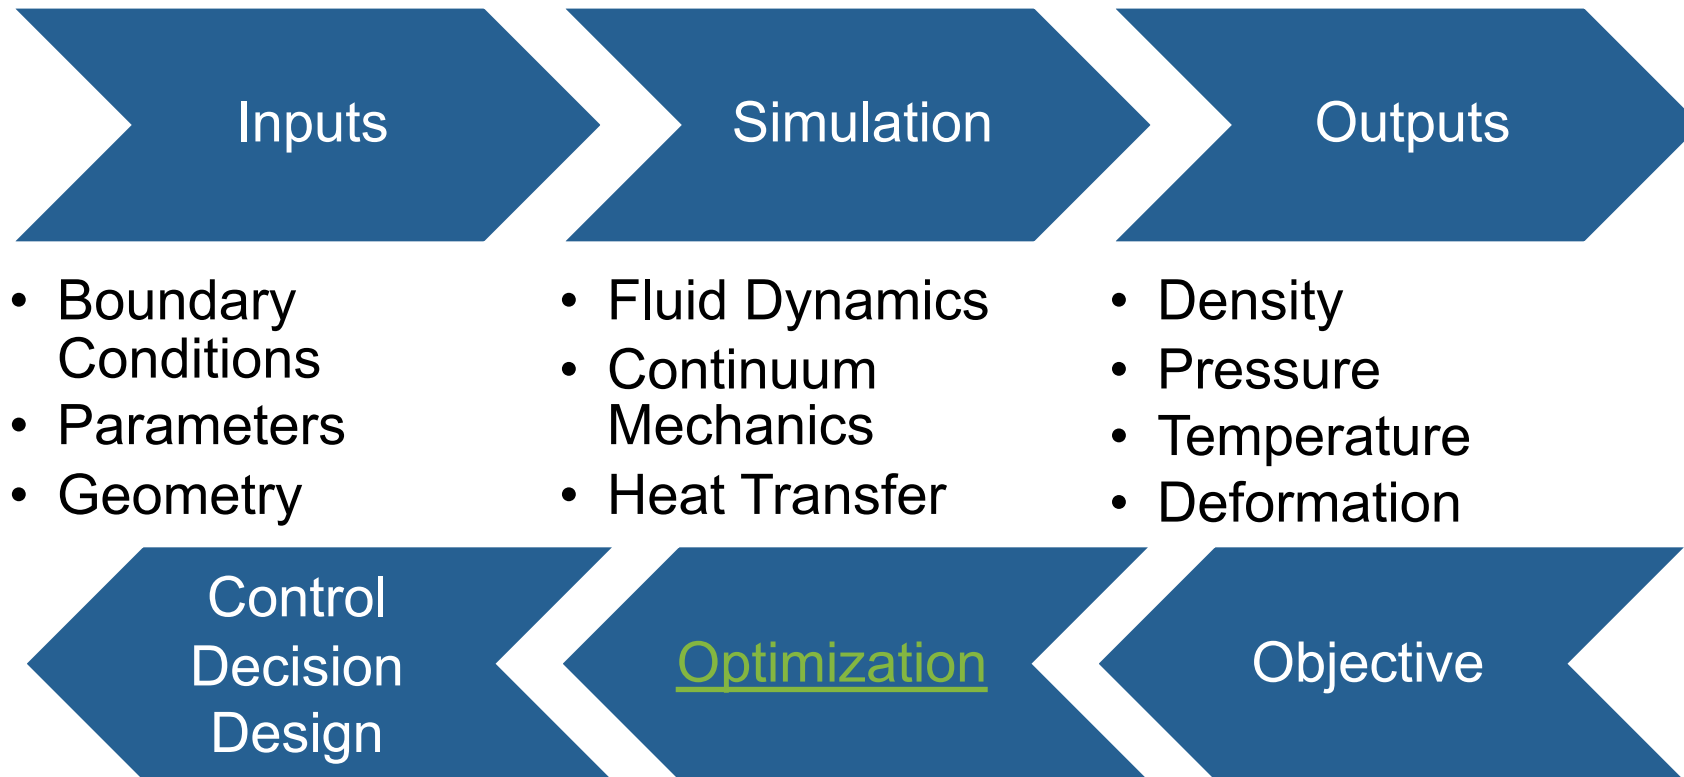 Inputs
Simulation
Outputs
• Boundary
Conditions
• Parameters
• Geometry
• Fluid Dynamics
• Continuum
Mechanics
• Heat Transfer
• Density
• Pressure
• Temperature
• Deformation
Control
Decision
Design
Optimization
Objective